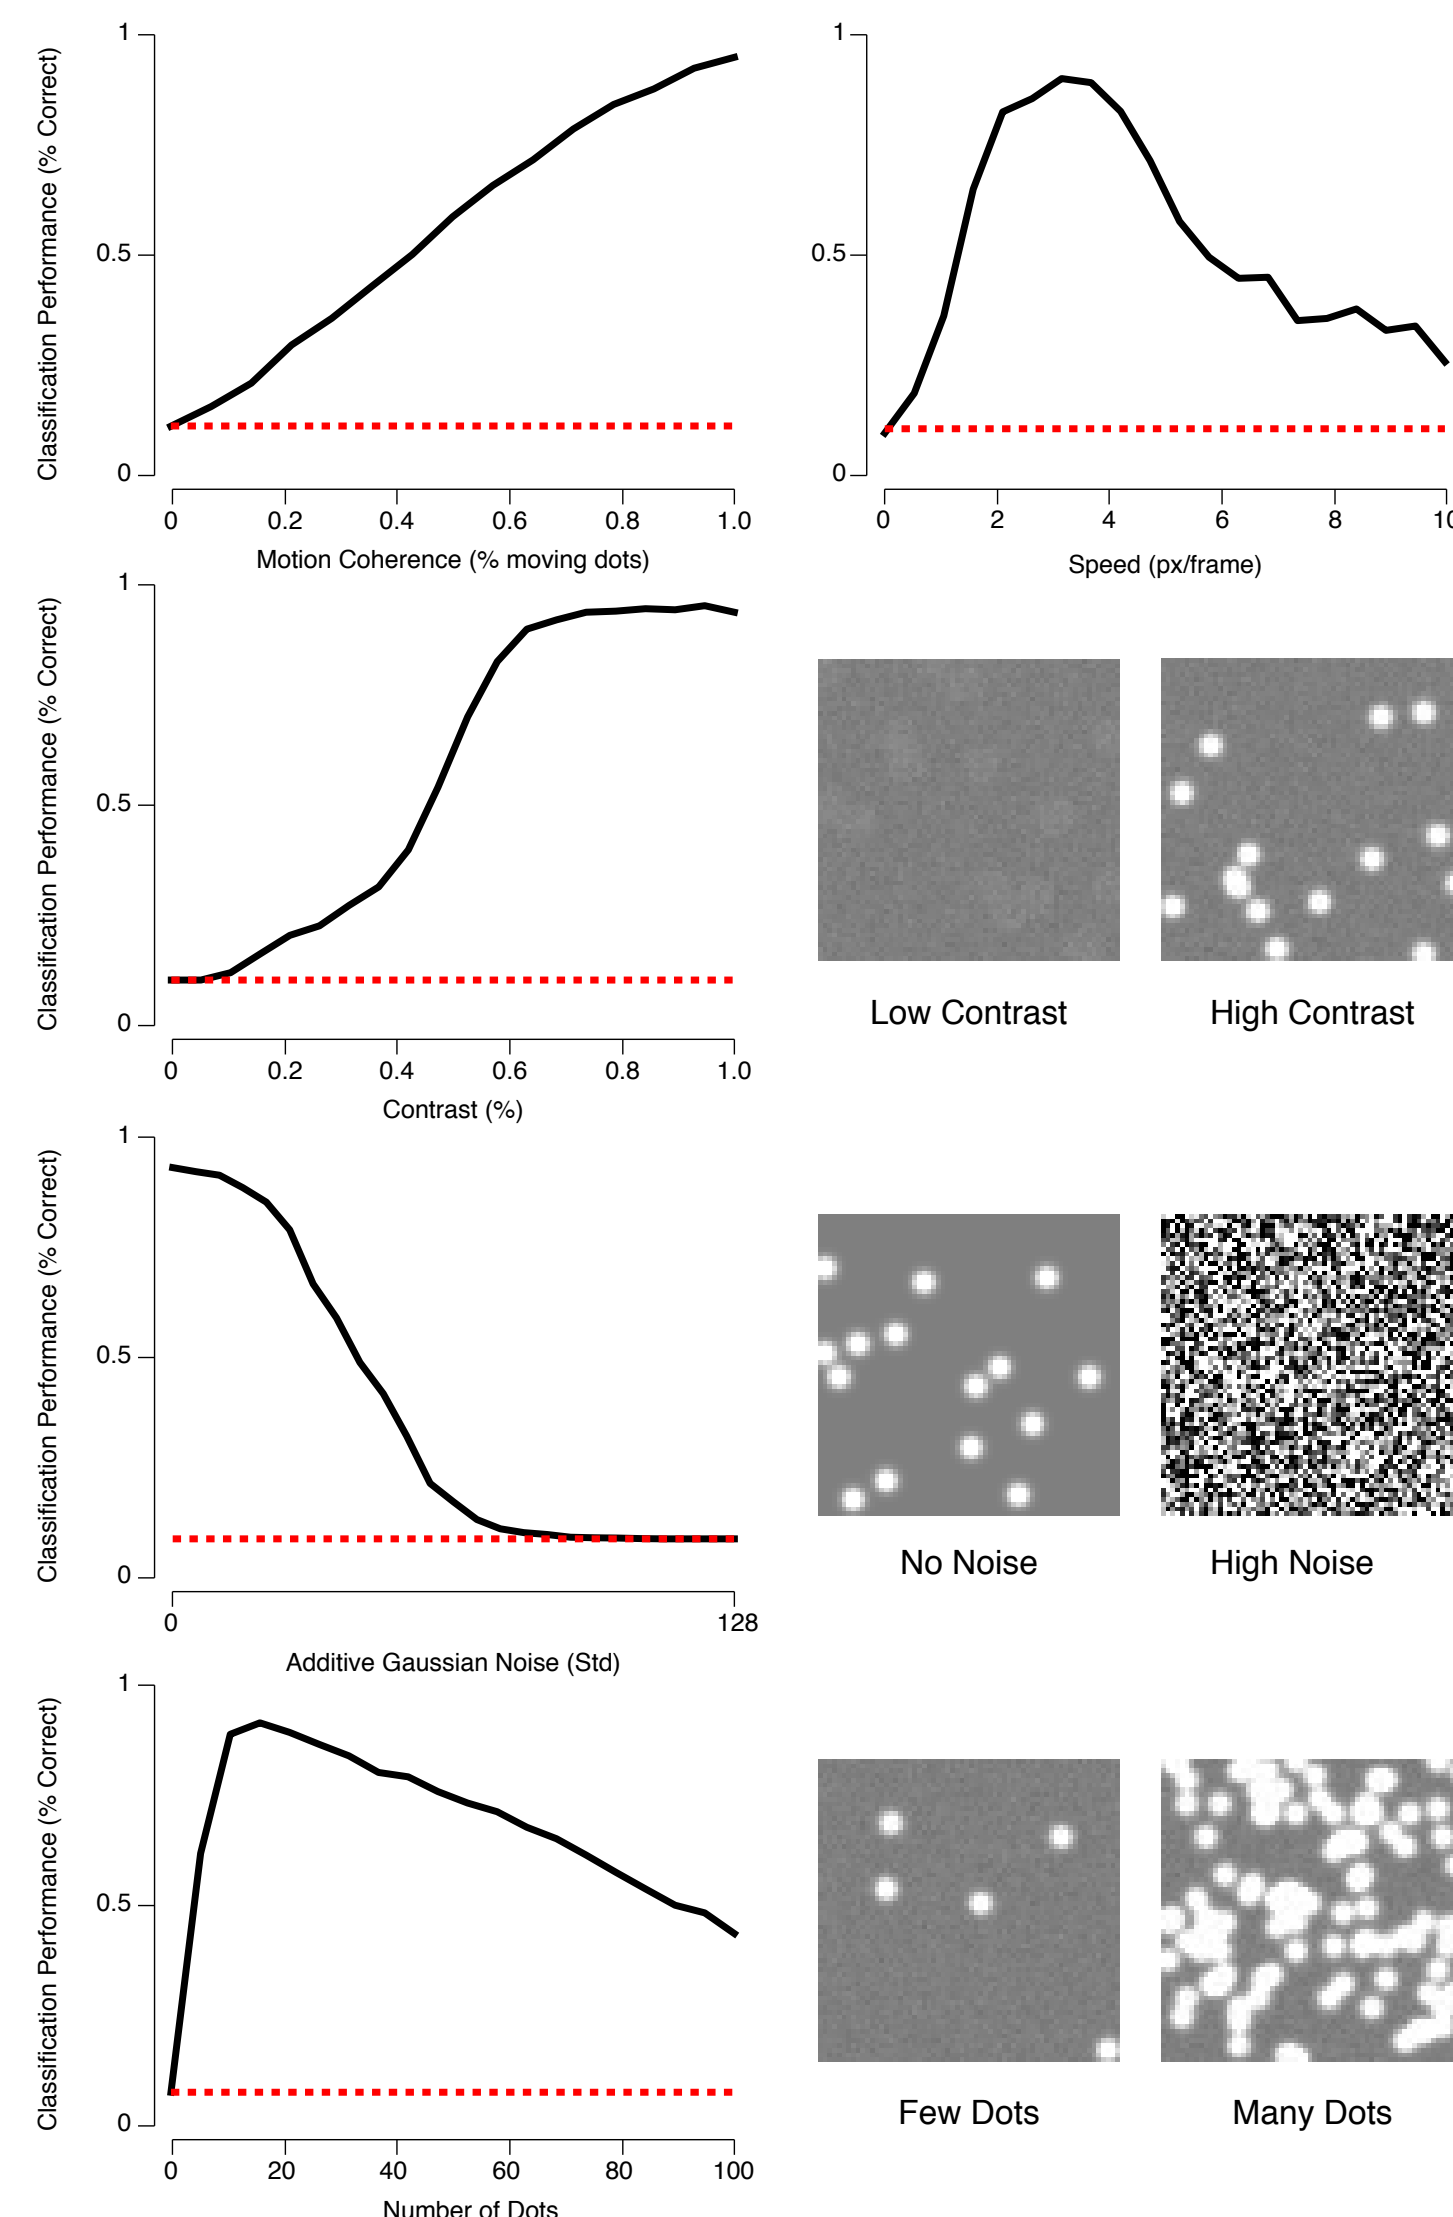 Classification Performance (% Correct)
1
0.5
0
0
0.2
0.4
0.6
0.8
1.0
Motion Coherence (% moving dots)
1
0.5
0
0
2
4
6
8
10
Speed (px/frame)
Classification Performance (% Correct)
1
0.5
0
0
0.2
0.4
0.6
0.8
1.0
Contrast (%)
Low Contrast
High Contrast
Classification Performance (% Correct)
1
0.5
0
0
128
Additive Gaussian Noise (Std)
No Noise
High Noise
Classification Performance (% Correct)
1
0.5
0
0
20
40
60
80
100
Number of Dots
Few Dots
Many Dots